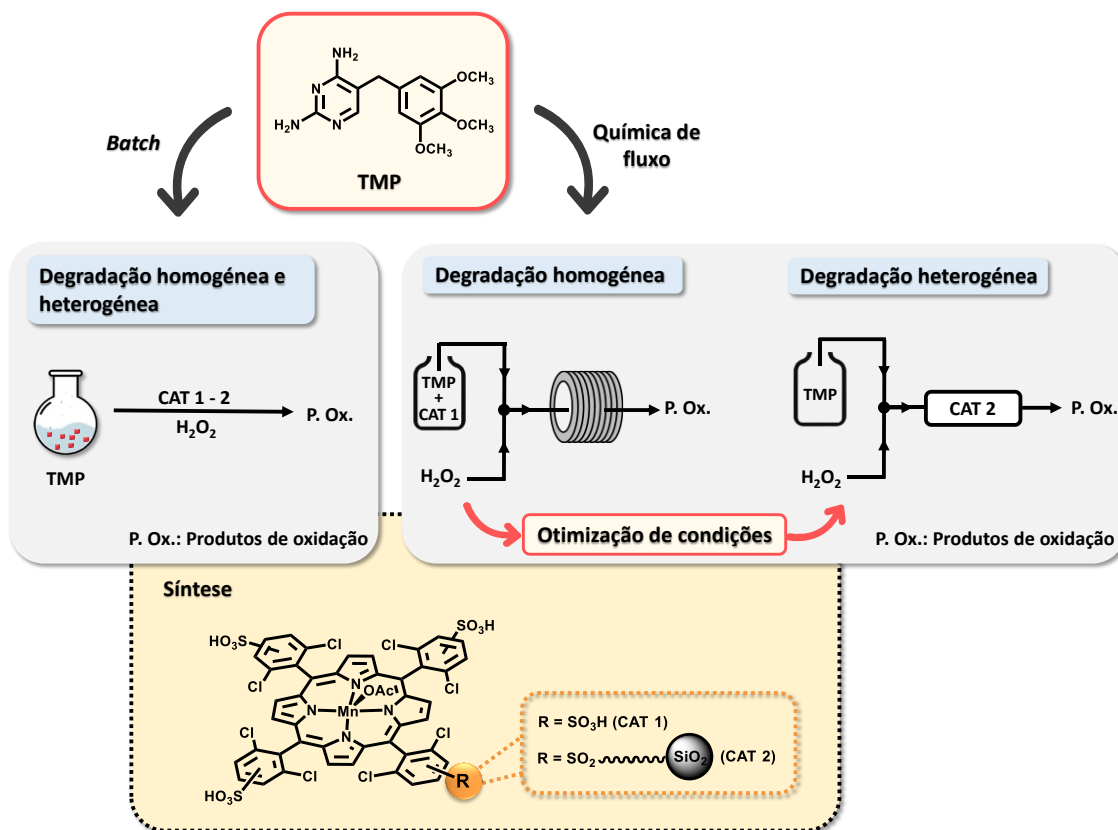 NH₂
N
H₂N
N
OCH₃
OCH₃
OCH₃
TMP
Batch
Química de
fluxo
Degradação homogénea e
heterogénea
TMP
CAT 1 - 2
H₂O₂
P. Ox.
P. Ox.: Produtos de oxidação
Degradação homogénea
TMP
+
CAT 1
H₂O₂
P. Ox.
Degradação heterogénea
TMP
H₂O₂
CAT 2
P. Ox.
Otimização de condições
P. Ox.: Produtos de oxidação
Síntese
HO₃S
Cl
Cl
SO₃H
Cl
Cl
N
OAc
N
Mn
N
N
Cl
Cl
HO₃S
Cl
Cl
R
R = SO₃H (CAT 1)
R = SO₂ SiO₂ (CAT 2)